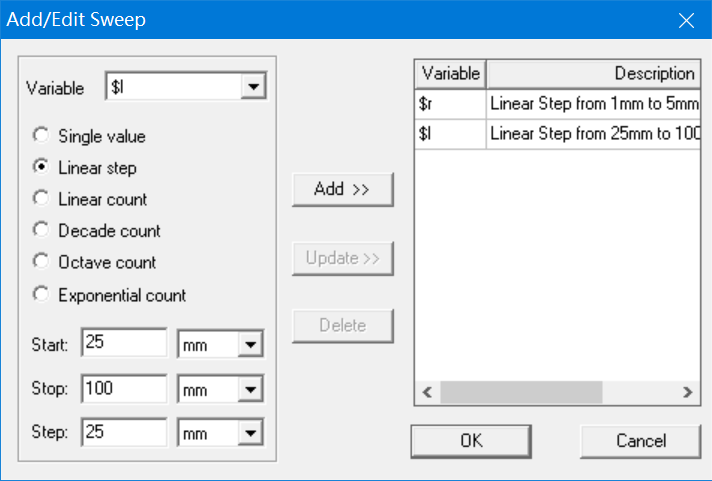 Add/Edit Sweep
Variable $l
Single value
Linear step
Linear count
Decade count
Octave count
Exponential count
Start: 25 mm
Stop: 100 mm
Step: 25 mm
Add >>
Update >>
Delete
Variable Description
$r Linear Step from 1mm to 5mm
$l Linear Step from 25mm to 100
OK Cancel